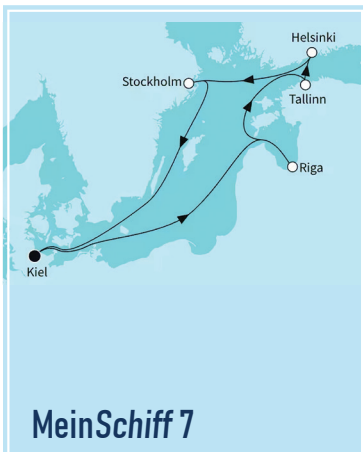 Helsinki
Stockholm
Tallinn
Riga
Kiel
MeinSchiff 7